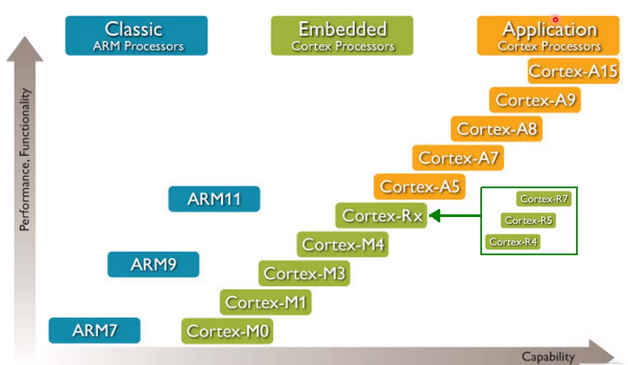 Classic
ARM Processors
Embedded
Cortex Processors
Application
Cortex Processors
Cortex-A15
Cortex-A9
Cortex-A8
Cortex-A7
Cortex-A5
ARM11
Cortex-R7
Cortex-Rx
Cortex-R5
Cortex-R4
Cortex-M4
ARM9
Cortex-M3
Cortex-M1
ARM7
Cortex-M0
Performance, Functionality
Capability